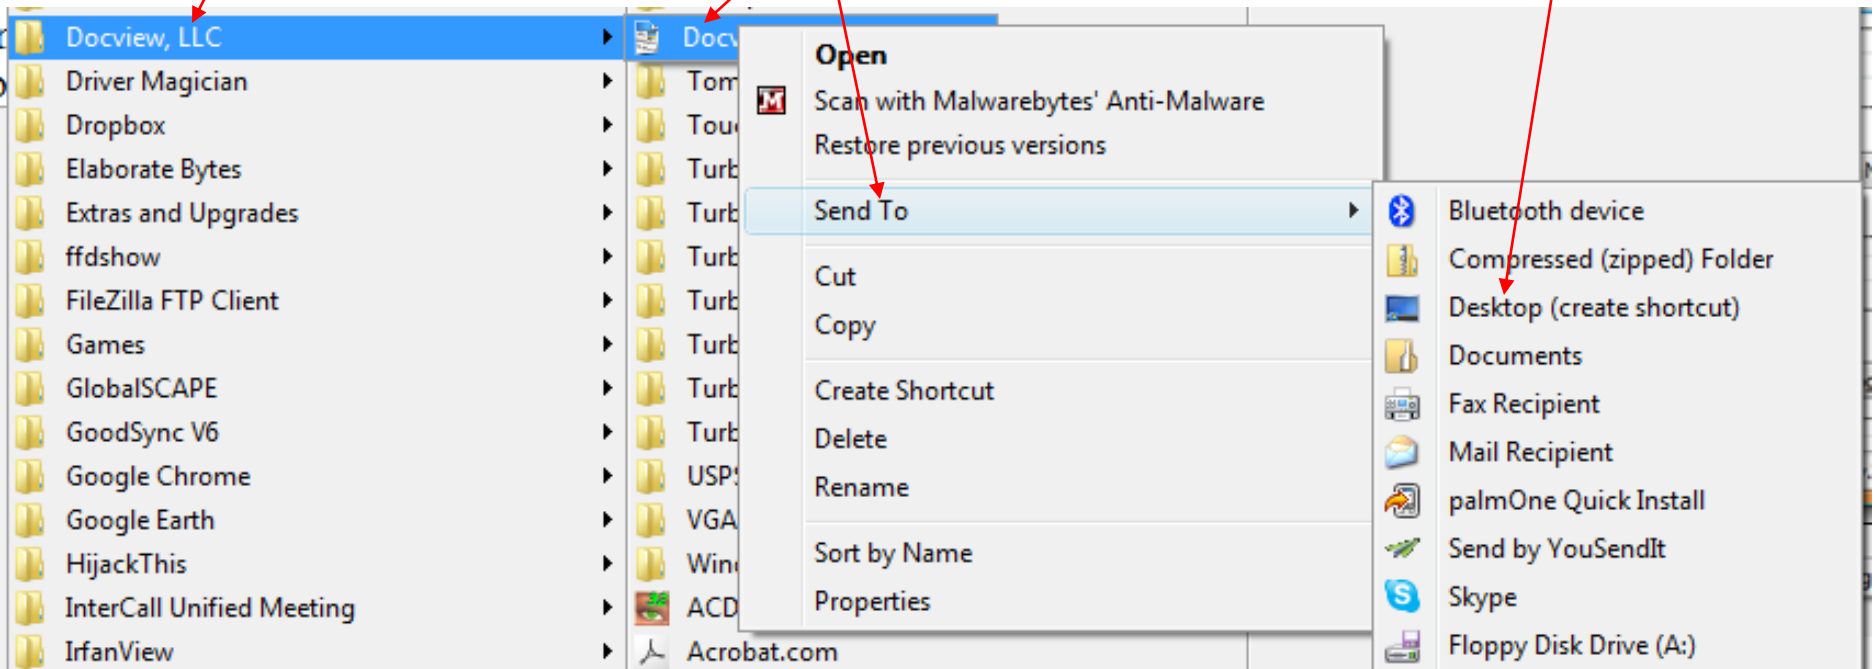 Docview, LLC
Driver Magician
Dropbox
Elaborate Bytes
Extras and Upgrades
ffdshow
FileZilla FTP Client
Games
GlobalSCAPE
GoodSync V6
Google Chrome
Google Earth
HijackThis
InterCall Unified Meeting
IrfanView
Docv
Tom
Tou
Turb
Turb
Turb
Turb
Turb
Turb
Turb
USPS
VGA
Win
ACD
Acrobat.com
Open
Scan with Malwarebytes' Anti-Malware
Restore previous versions
Send To
Cut
Copy
Create Shortcut
Delete
Rename
Sort by Name
Properties
Bluetooth device
Compressed (zipped) Folder
Desktop (create shortcut)
Documents
Fax Recipient
Mail Recipient
palmOne Quick Install
Send by YouSendIt
Skype
Floppy Disk Drive (A:)